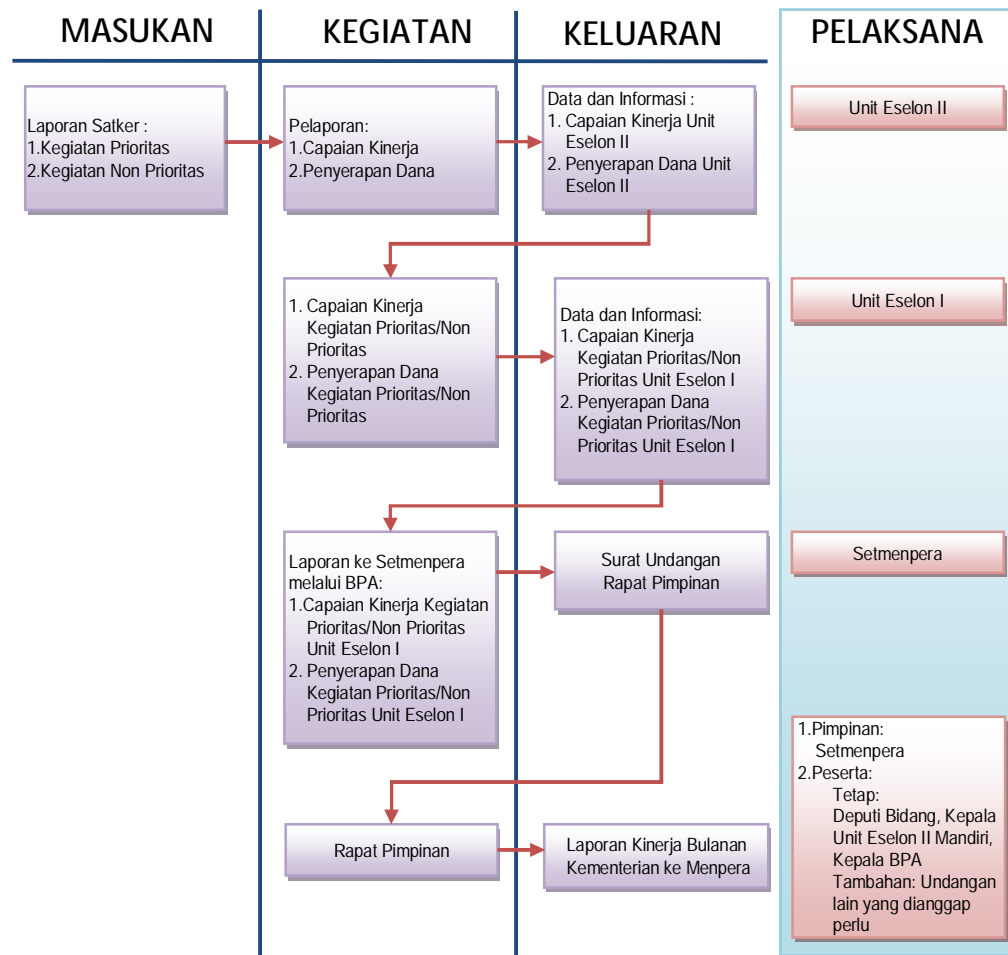 MASUKAN
KEGIATAN
KELUARAN
PELAKSANA
Laporan Satker :
1.Kegiatan Prioritas
2.Kegiatan Non Prioritas
Pelaporan:
1.Capaian Kinerja
2.Penyerapan Dana
Data dan Informasi :
1. Capaian Kinerja Unit
Eselon II
2. Penyerapan Dana Unit
Eselon II
Unit Eselon II
1. Capaian Kinerja
Kegiatan Prioritas/Non
Prioritas
2. Penyerapan Dana
Kegiatan Prioritas/Non
Prioritas
Data dan Informasi:
1. Capaian Kinerja
Kegiatan Prioritas/Non
Prioritas Unit Eselon I
2. Penyerapan Dana
Kegiatan Prioritas/Non
Prioritas Unit Eselon I
Unit Eselon I
Laporan ke Setmenpera
melalui BPA:
1.Capaian Kinerja Kegiatan
Prioritas/Non Prioritas
Unit Eselon I
2. Penyerapan Dana
Kegiatan Prioritas/Non
Prioritas Unit Eselon I
Surat Undangan
Rapat Pimpinan
Setmenpera
Rapat Pimpinan
Laporan Kinerja Bulanan
Kementerian ke Menpera
1.Pimpinan:
Setmenpera
2.Peserta:
Tetap:
Deputi Bidang, Kepala
Unit Eselon II Mandiri,
Kepala BPA
Tambahan: Undangan
lain yang dianggap
perlu